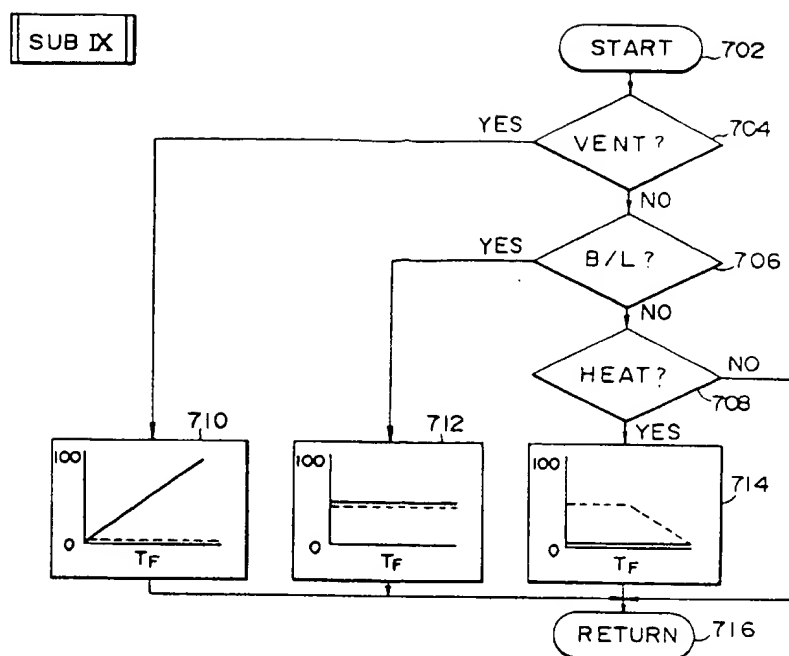 SUB IX
START
702
YES
VENT?
704
NO
YES
B/L?
706
NO
HEAT?
NO
708
YES
710
100
0
TF
712
100
0
TF
714
100
0
TF
RETURN
716